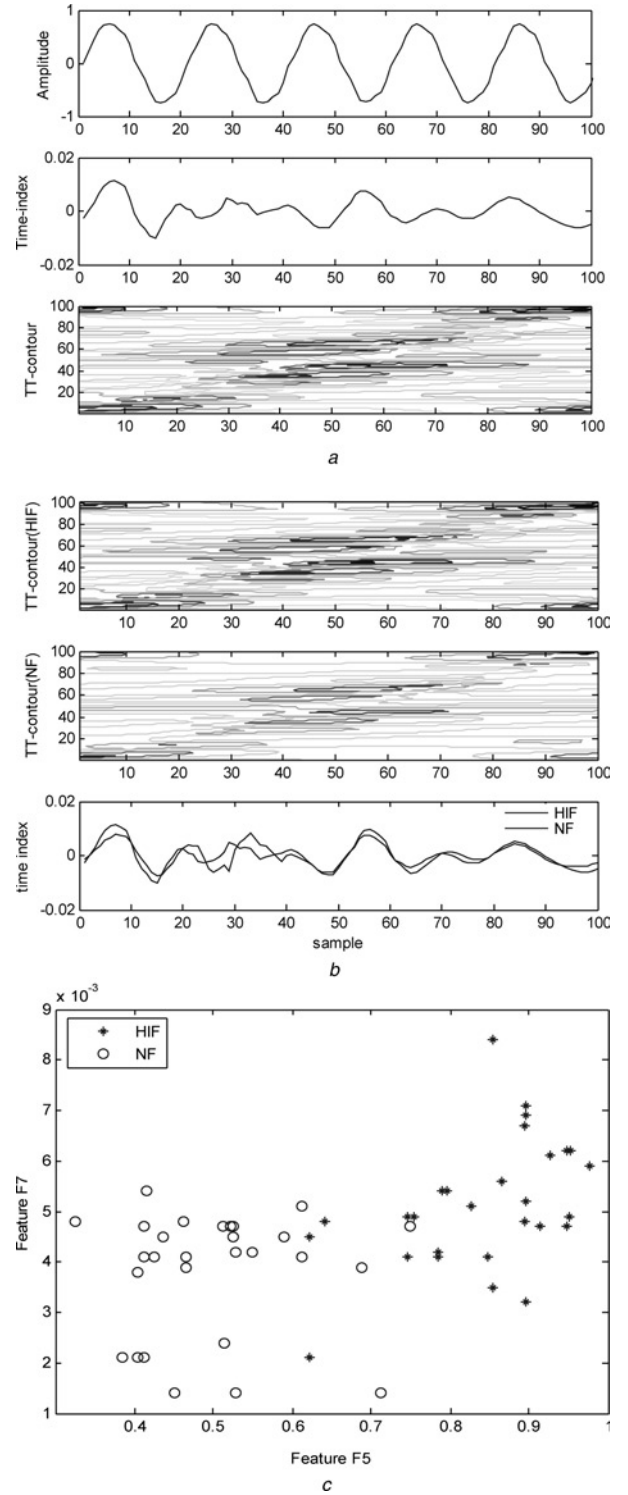 1
0
-1
Amplitude
0 10 20 30 40 50 60 70 80 90 100
0.02
0
-0.02
Time-index
0 10 20 30 40 50 60 70 80 90 100
100
80
60
40
20
TT-contour
10 20 30 40 50 60 70 80 90 100
a
100
80
60
40
20
TT-contour(HIF)
10 20 30 40 50 60 70 80 90 100
100
80
60
40
20
TT-contour(NF)
10 20 30 40 50 60 70 80 90 100
0.02
0
-0.02
time index
HIF
NF
0 10 20 30 40 50 60 70 80 90 100
sample
b
x 10⁻³
9
8
7
6
5
4
3
2
1
Feature F7
HIF
NF
0.4 0.5 0.6 0.7 0.8 0.9 1
Feature F5
c